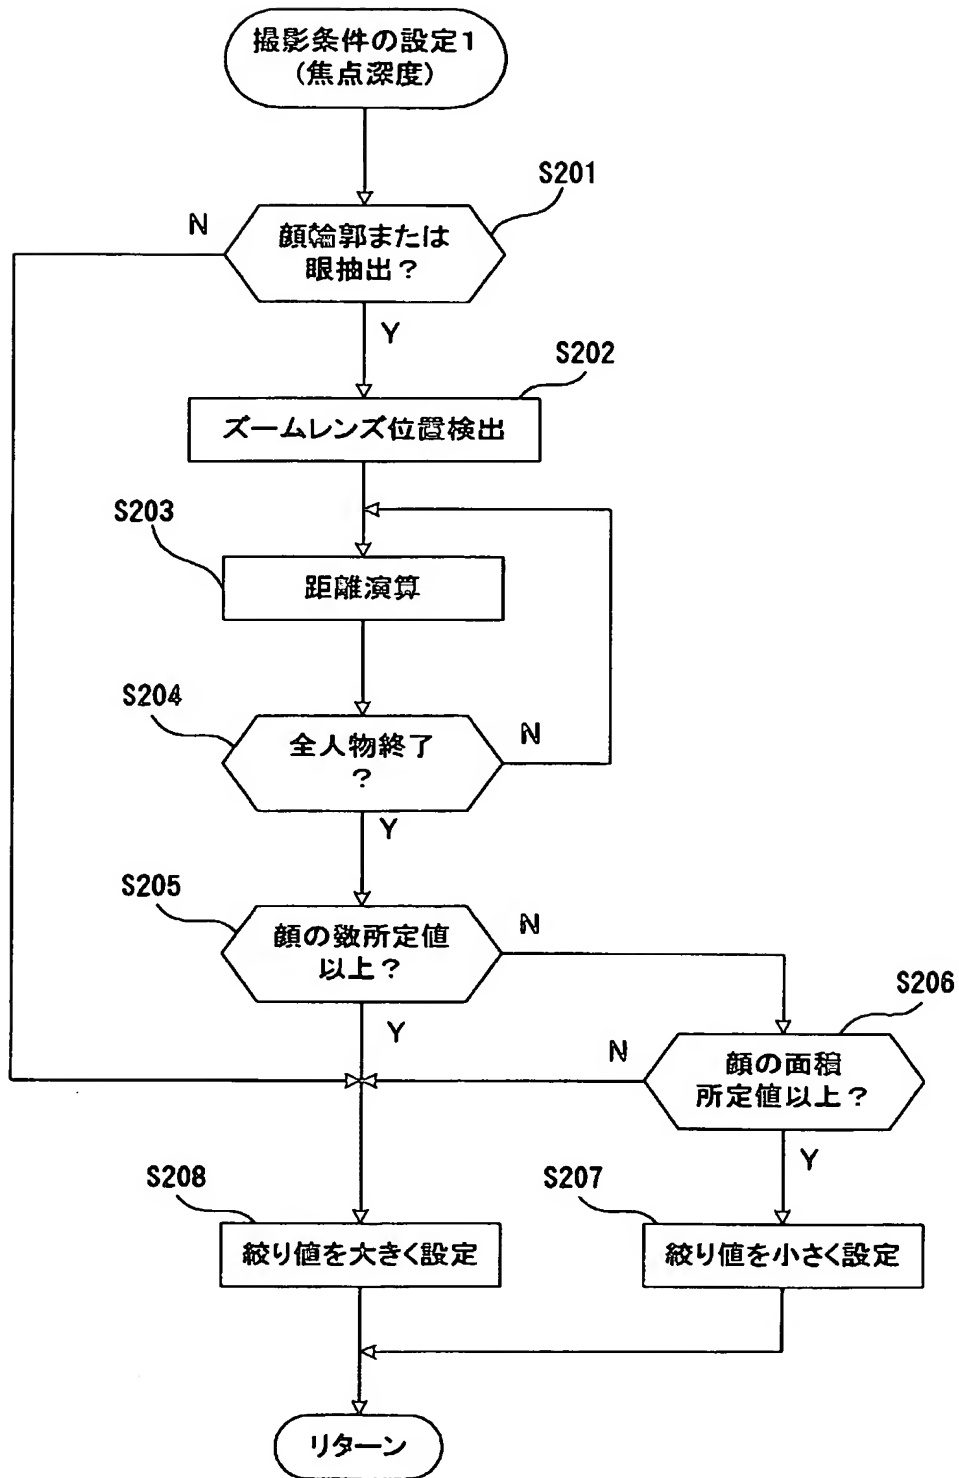 撮影条件の設定1
(焦点深度)
S201
N
顔輪郭または
眼抽出?
Y
S202
ズームレンズ位置検出
S203
距離演算
S204
全人物終了
?
N
Y
S205
顔の数所定値
以上?
N
Y
S206
顔の面積
所定値以上?
N
Y
S208
絞り値を大きく設定
S207
絞り値を小さく設定
リターン